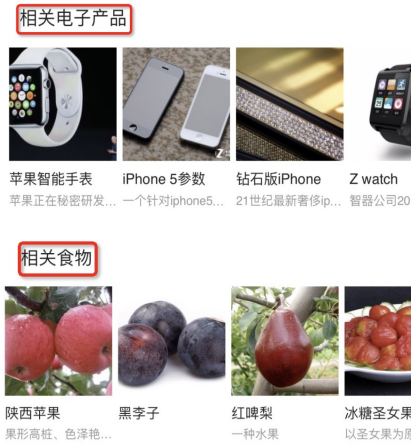 相关电子产品
苹果智能手表
iPhone 5参数
钻石版iPhone
Z watch
苹果正在秘密研发...
一个针对iphone5...
21世纪最新奢侈ip...
智器公司20
相关食物
陕西苹果
黑李子
红啤梨
冰糖圣女果
果形高桩、色泽艳...
一种水果
以圣女果为原